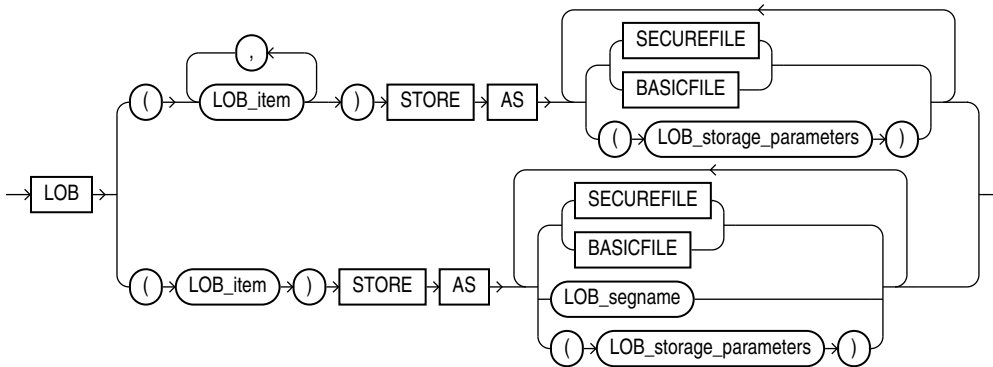 ,
SECUREFILE
BASICFILE
( LOB_item ) STORE AS
( LOB_storage_parameters )
LOB
SECUREFILE
BASICFILE
( LOB_item ) STORE AS
LOB_segname
( LOB_storage_parameters )